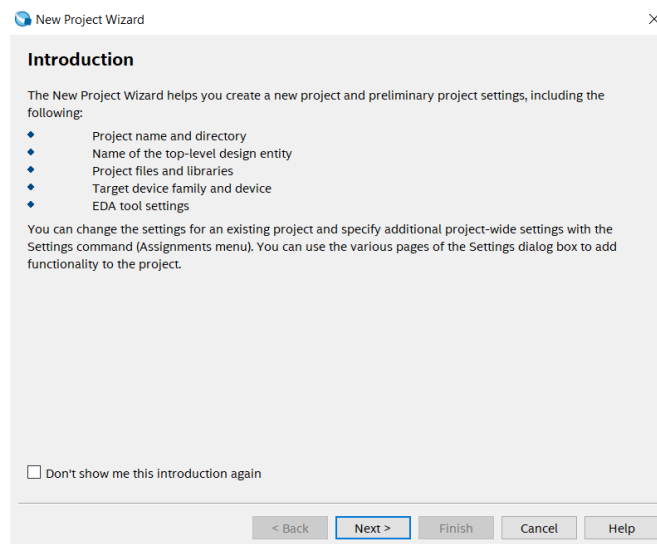 New Project Wizard
Introduction
The New Project Wizard helps you create a new project and preliminary project settings, including the
following:
Project name and directory
Name of the top-level design entity
Project files and libraries
Target device family and device
EDA tool settings
You can change the settings for an existing project and specify additional project-wide settings with the
Settings command (Assignments menu). You can use the various pages of the Settings dialog box to add
functionality to the project.
Don't show me this introduction again
< Back Next > Finish Cancel Help